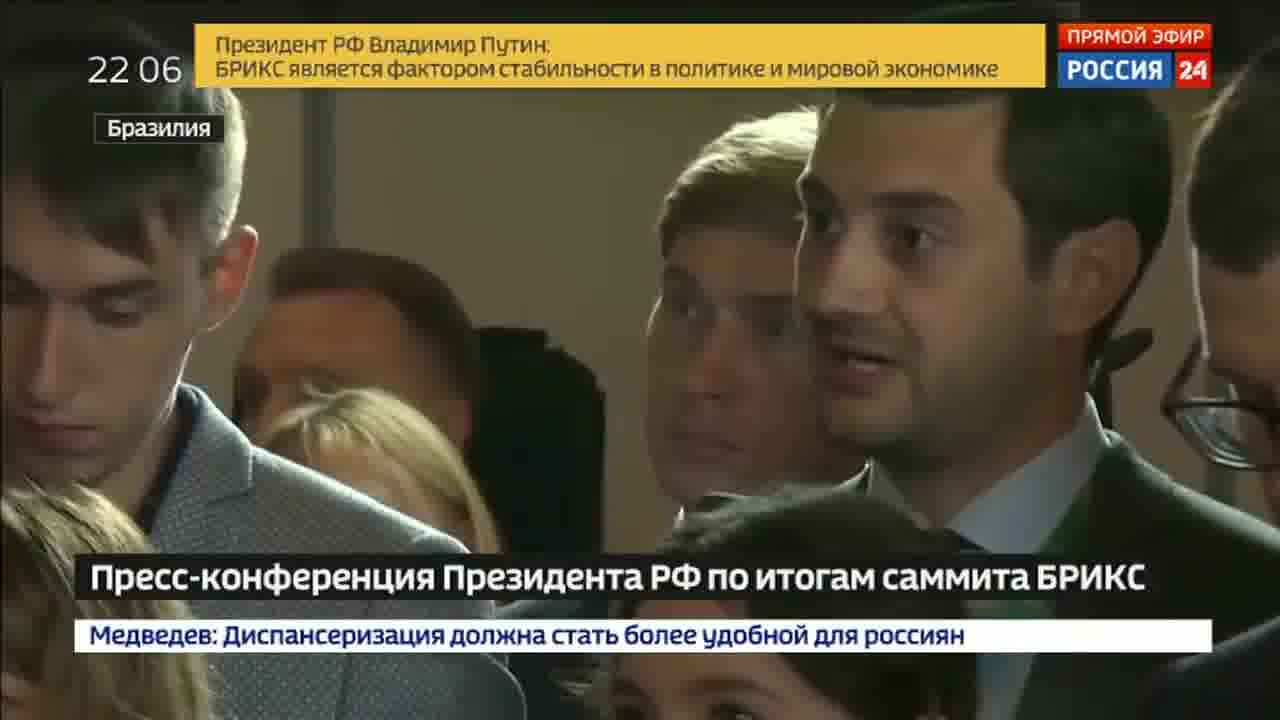 22 06
Президент РФ Владимир Путин:
БРИКС является фактором стабильности в политике и мировой экономике
ПРЯМОЙ ЭФИР
РОССИЯ 24
Бразилия
Пресс-конференция Президента РФ по итогам саммита БРИКС
Медведев: Диспансеризация должна стать более удобной для россиян